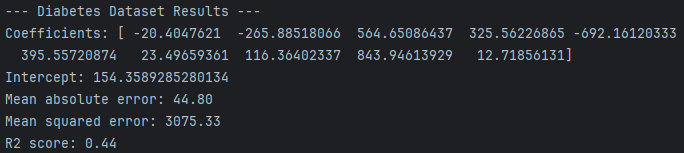 --- Diabetes Dataset Results ---
Coefficients: [ -20.4047621  -265.88518066  564.65086437  325.56226865 -692.16120333
  395.55720874   23.49659361  116.36402337  843.94613929   12.71856131]
Intercept: 154.3589285280134
Mean absolute error: 44.80
Mean squared error: 3075.33
R2 score: 0.44